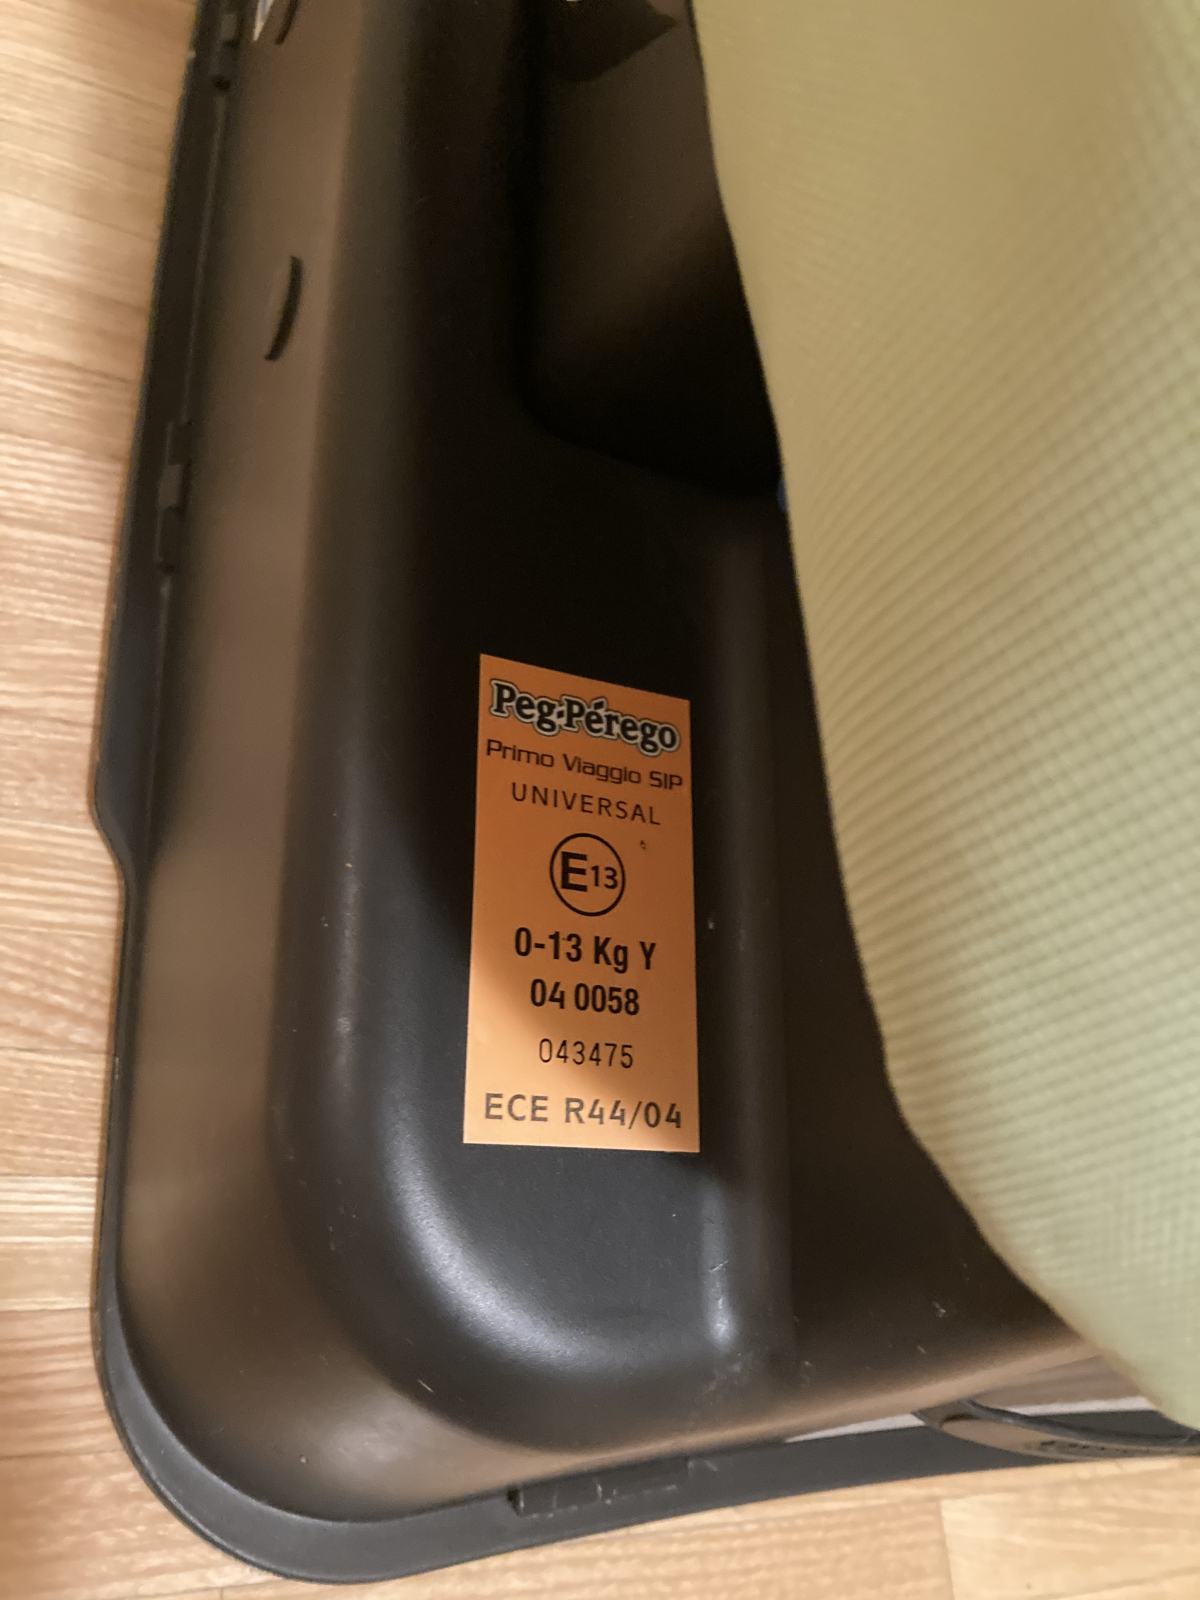 Peg-Pérego
Primo Viaggio SIP
UNIVERSAL
E13
0-13 Kg Y
04 0058
043475
ECE R44/04